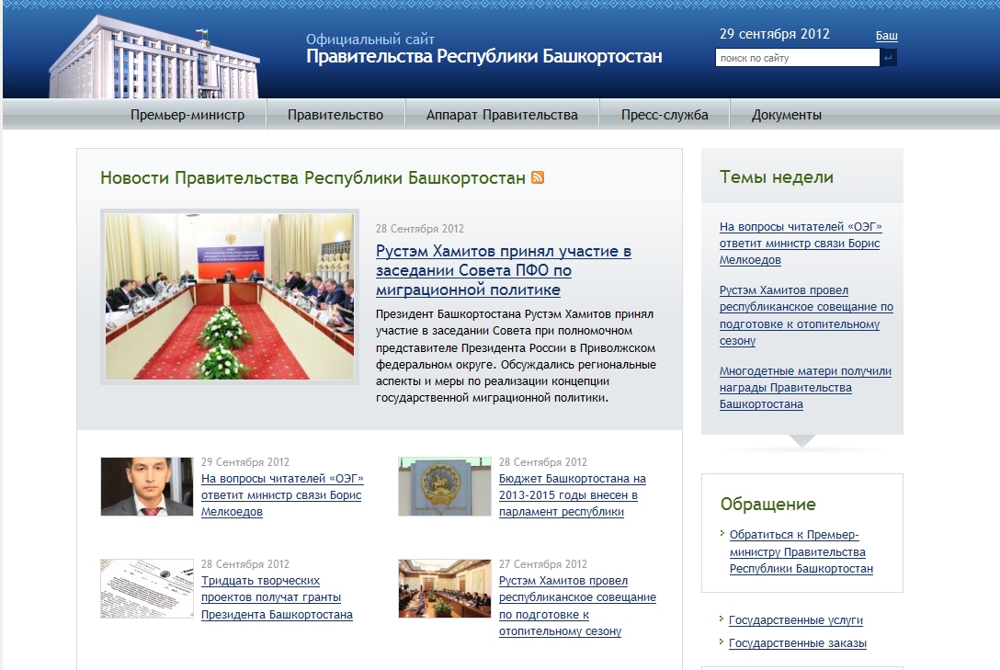 Официальный сайт
Правительства Республики Башкортостан
29 сентября 2012
Баш
поиск по сайту
Премьер-министр
Правительство
Аппарат Правительства
Пресс-служба
Документы
Новости Правительства Республики Башкортостан
28 Сентября 2012
Рустэм Хамитов принял участие в
заседании Совета ПФО по
миграционной политике
Президент Башкортостана Рустэм Хамитов принял
участие в заседании Совета при полномочном
представителе Президента России в Приволжском
федеральном округе. Обсуждались региональные
аспекты и меры по реализации концепции
государственной миграционной политики.
29 Сентября 2012
На вопросы читателей «ОЭГ»
ответит министр связи Борис
Мелкоедов
28 Сентября 2012
Бюджет Башкортостана на
2013-2015 годы внесен в
парламент республики
28 Сентября 2012
Тридцать творческих
проектов получат гранты
Президента Башкортостана
27 Сентября 2012
Рустэм Хамитов провел
республиканское совещание
по подготовке к
отопительному сезону
Темы недели
На вопросы читателей «ОЭГ»
ответит министр связи Борис
Мелкоедов
Рустэм Хамитов провел
республиканское совещание по
подготовке к отопительному
сезону
Многодетные матери получили
награды Правительства
Башкортостана
Обращение
Обратиться к Премьер-
министру Правительства
Республики Башкортостан
Государственные услуги
Государственные заказы